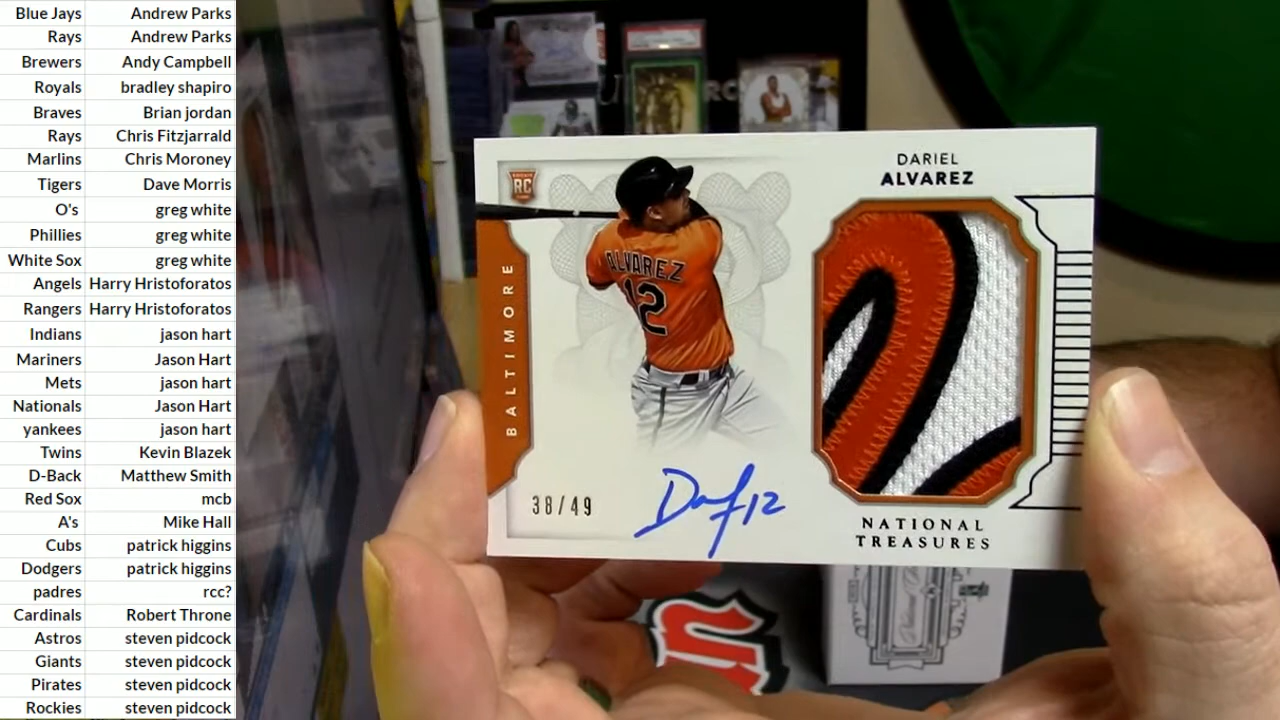 Blue Jays Andrew Parks
Rays Andrew Parks
Brewers Andy Campbell
Royals bradley shapiro
Braves Brian jordan
Rays Chris Fitzjarrald
Marlins Chris Moroney
Tigers Dave Morris
O's greg white
Phillies greg white
White Sox greg white
Angels Harry Hristoforatos
Rangers Harry Hristoforatos
Indians jason hart
Mariners Jason Hart
Mets jason hart
Nationals Jason Hart
yankees jason hart
Twins Kevin Blazek
D-Back Matthew Smith
Red Sox mcb
A's Mike Hall
Cubs patrick higgins
Dodgers patrick higgins
padres rcc?
Cardinals Robert Throne
Astros steven pidcock
Giants steven pidcock
Pirates steven pidcock
Rockies steven pidcock
RC
BALTIMORE
ALVAREZ
12
DARIEL
ALVAREZ
38/49
12
NATIONAL
TREASURES